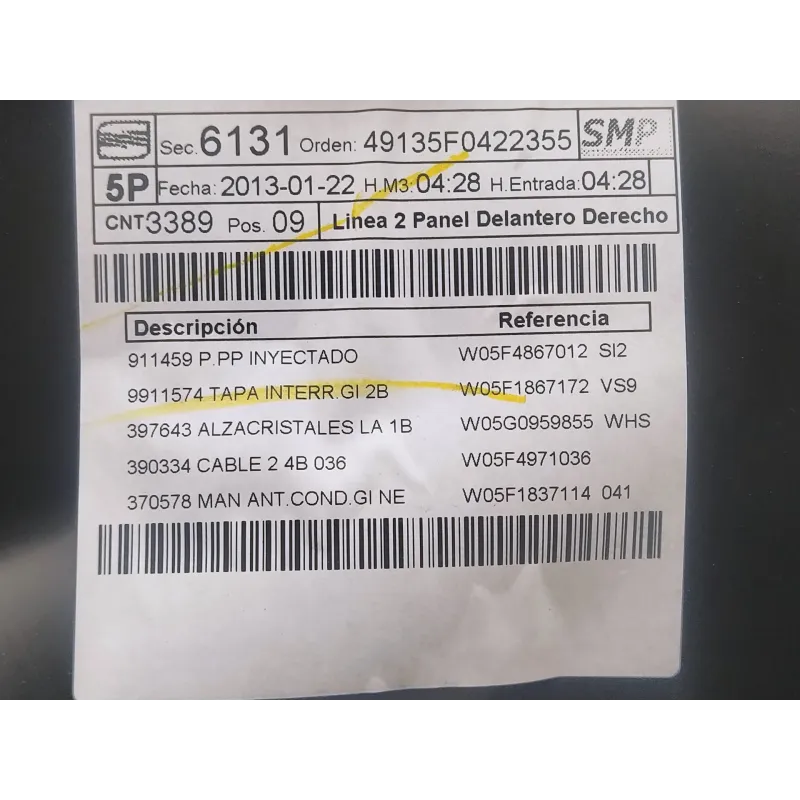 Sec. 6131 Orden: 49135F0422355 SMP
5P Fecha: 2013-01-22 H.M3: 04:28 H.Entrada: 04:28
CNT 3389 Pos. 09 Linea 2 Panel Delantero Derecho
Descripción Referencia
911459 P.PP INYECTADO W05F4867012 SI2
9911574 TAPA INTERR.GI 2B W05F1867172 VS9
397643 ALZACRISTALES LA 1B W05G0959855 WHS
390334 CABLE 2 4B 036 W05F4971036
370578 MAN ANT.COND.GI NE W05F1837114 041